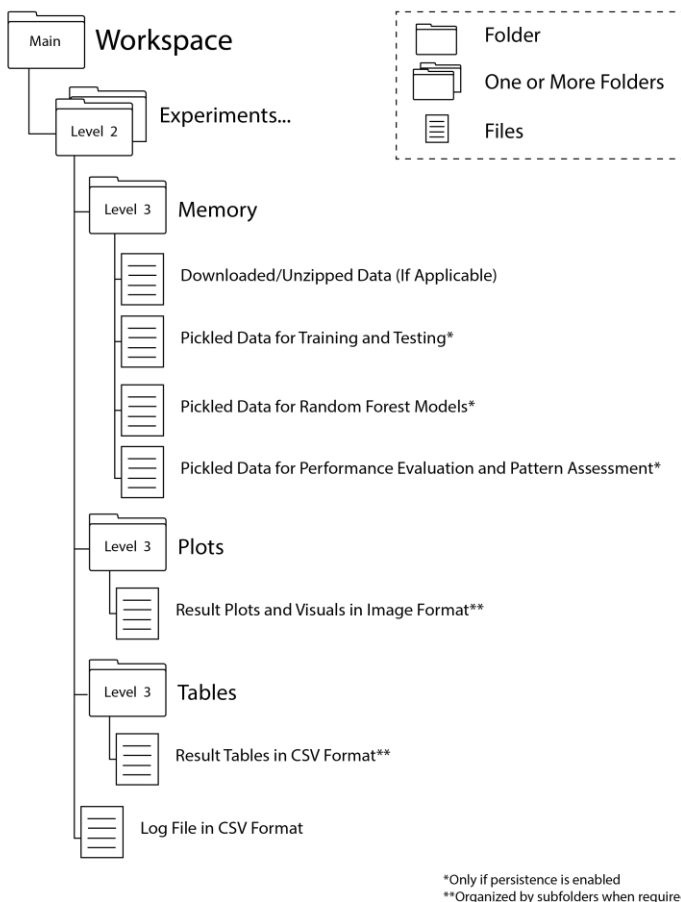 Main
Workspace
Folder
One or More Folders
Files
Level 2
Experiments...
Level 3
Memory
Downloaded/Unzipped Data (If Applicable)
Pickled Data for Training and Testing*
Pickled Data for Random Forest Models*
Pickled Data for Performance Evaluation and Pattern Assessment*
Level 3
Plots
Result Plots and Visuals in Image Format**
Level 3
Tables
Result Tables in CSV Format**
Log File in CSV Format
*Only if persistence is enabled
**Organized by subfolders when require